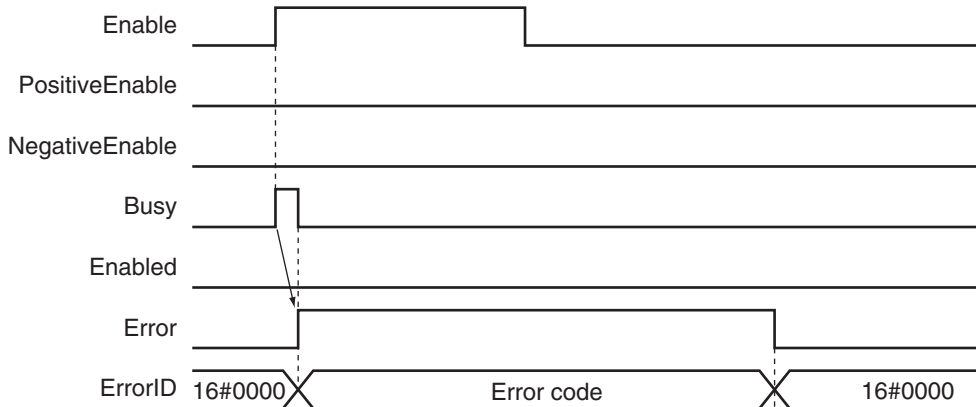 Enable
PositiveEnable
NegativeEnable
Busy
Enabled
Error
ErrorID 16#0000 Error code 16#0000